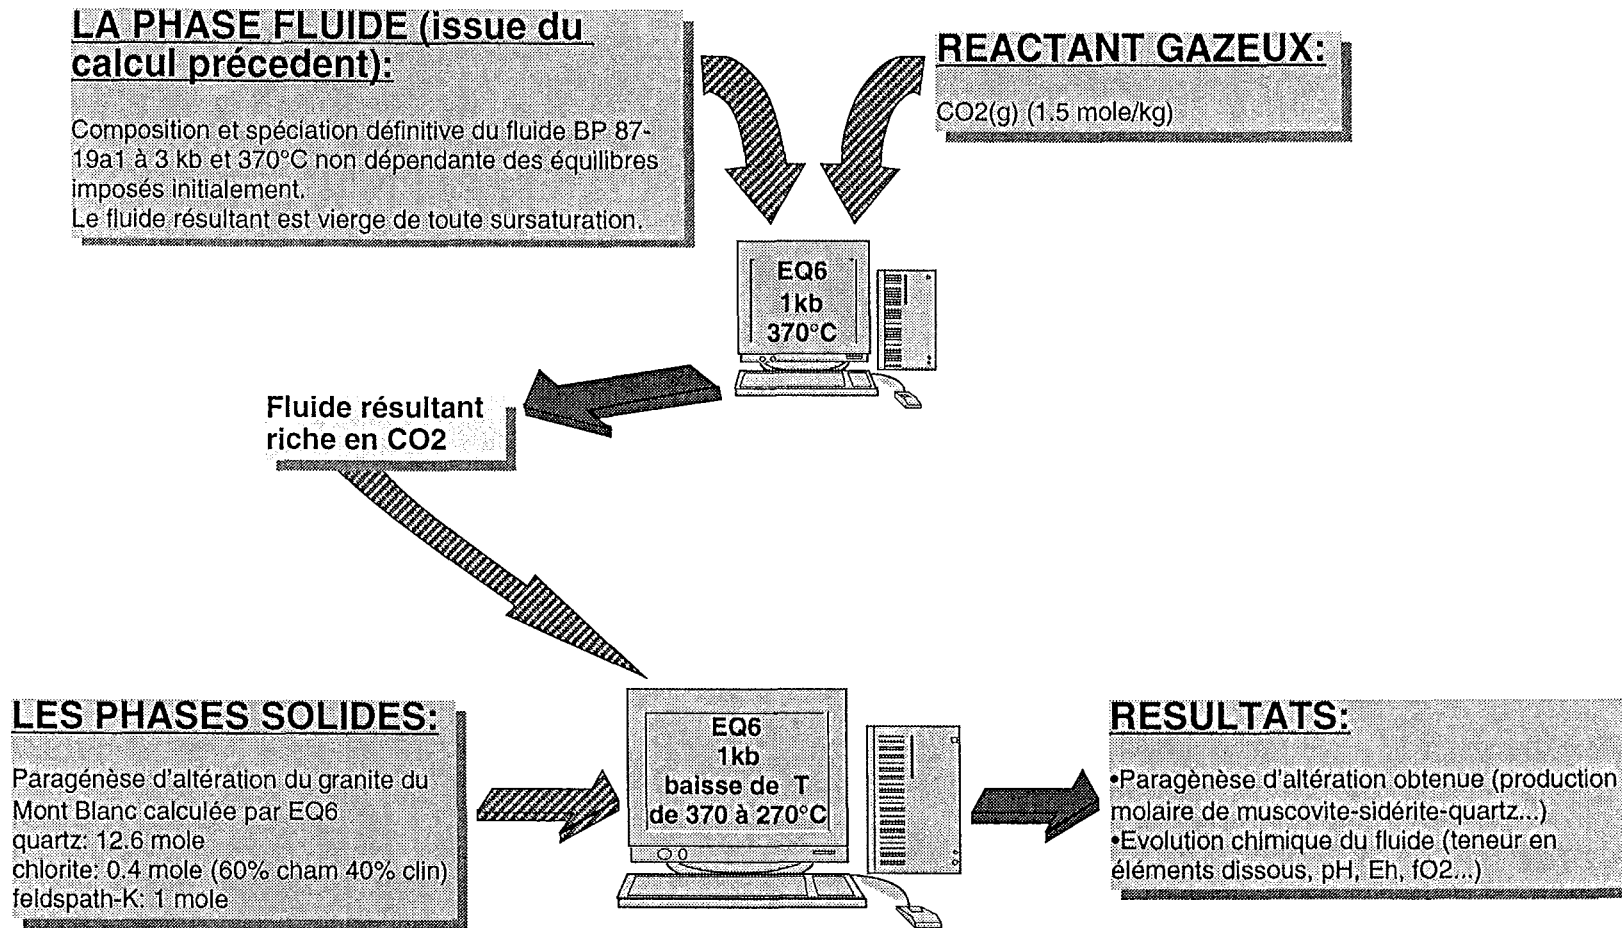 LA PHASE FLUIDE (issue du
calcul précedent):
Composition et spéciation définitive du fluide BP 87-
19a1 à 3 kb et 370°C non dépendante des équilibres
imposés initialement.
Le fluide résultant est vierge de toute sursaturation.
REACTANT GAZEUX:
CO2(g) (1.5 mole/kg)
EQ6
1kb
370°C
Fluide résultant
riche en CO2
LES PHASES SOLIDES:
Paragénèse d'altération du granite du
Mont Blanc calculée par EQ6
quartz: 12.6 mole
chlorite: 0.4 mole (60% cham 40% clin)
feldspath-K: 1 mole
EQ6
1kb
baisse de T
de 370 à 270°C
RESULTATS:
•Paragènèse d'altération obtenue (production
molaire de muscovite-sidérite-quartz...)
•Evolution chimique du fluide (teneur en
éléments dissous, pH, Eh, fO2...)